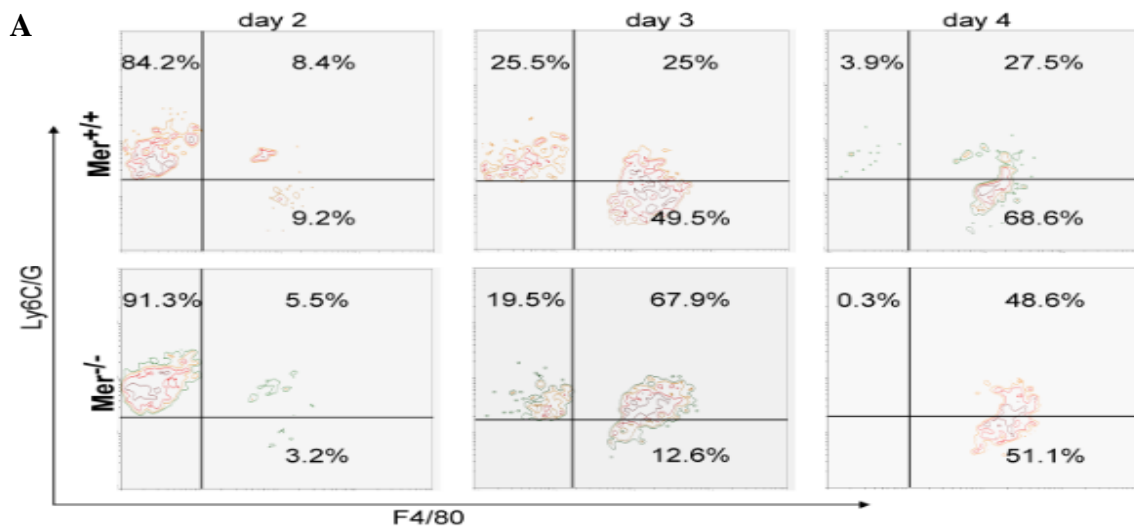 A
day 2 day 3 day 4
84.2% 8.4% 25.5% 25% 3.9% 27.5%
Mer+/+
9.2% 49.5% 68.6%
Ly6C/G
91.3% 5.5% 19.5% 67.9% 0.3% 48.6%
Mer-/-
3.2% 12.6% 51.1%
F4/80